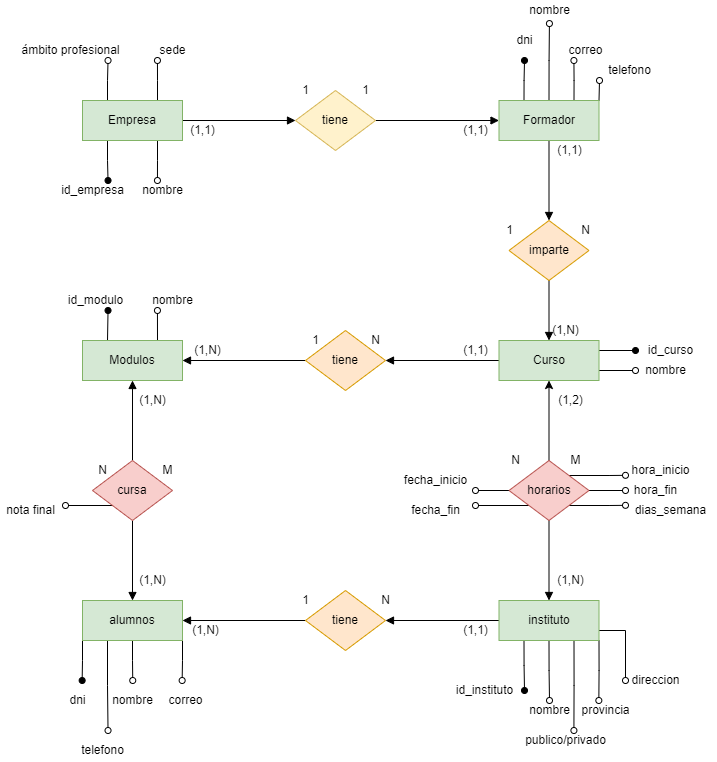 nombre
dni
ámbito profesional
sede
correo
telefono
1
1
Empresa
tiene
Formador
(1,1)
(1,1)
(1,1)
id_empresa
nombre
1
N
imparte
id_modulo
nombre
(1,N)
1
N
(1,N)
(1,1)
id_curso
Modulos
tiene
Curso
nombre
(1,N)
(1,2)
N
M
N
M
hora_inicio
fecha_inicio
cursa
horarios
hora_fin
nota final
fecha_fin
dias_semana
(1,N)
(1,N)
1
N
alumnos
tiene
instituto
(1,N)
(1,1)
direccion
id_instituto
dni
nombre
correo
nombre
provincia
publico/privado
telefono